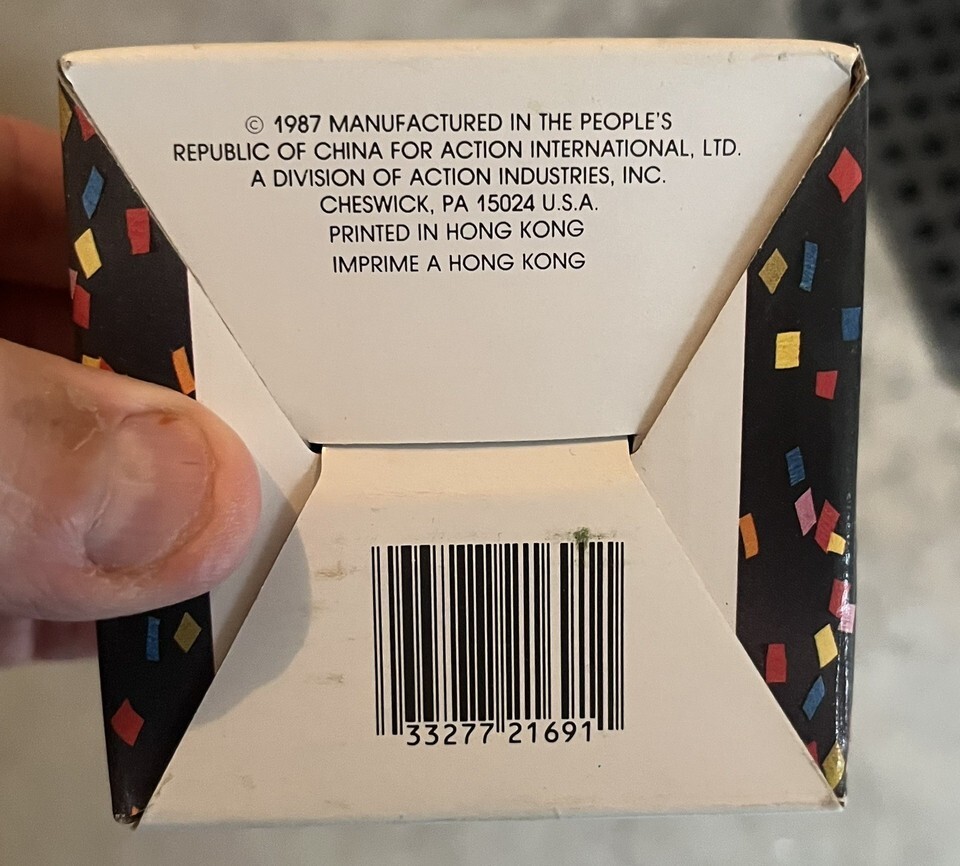 © 1987 MANUFACTURED IN THE PEOPLE'S
REPUBLIC OF CHINA FOR ACTION INTERNATIONAL, LTD.
A DIVISION OF ACTION INDUSTRIES, INC.
CHESWICK, PA 15024 U.S.A.
PRINTED IN HONG KONG
IMPRIME A HONG KONG
33277 21691